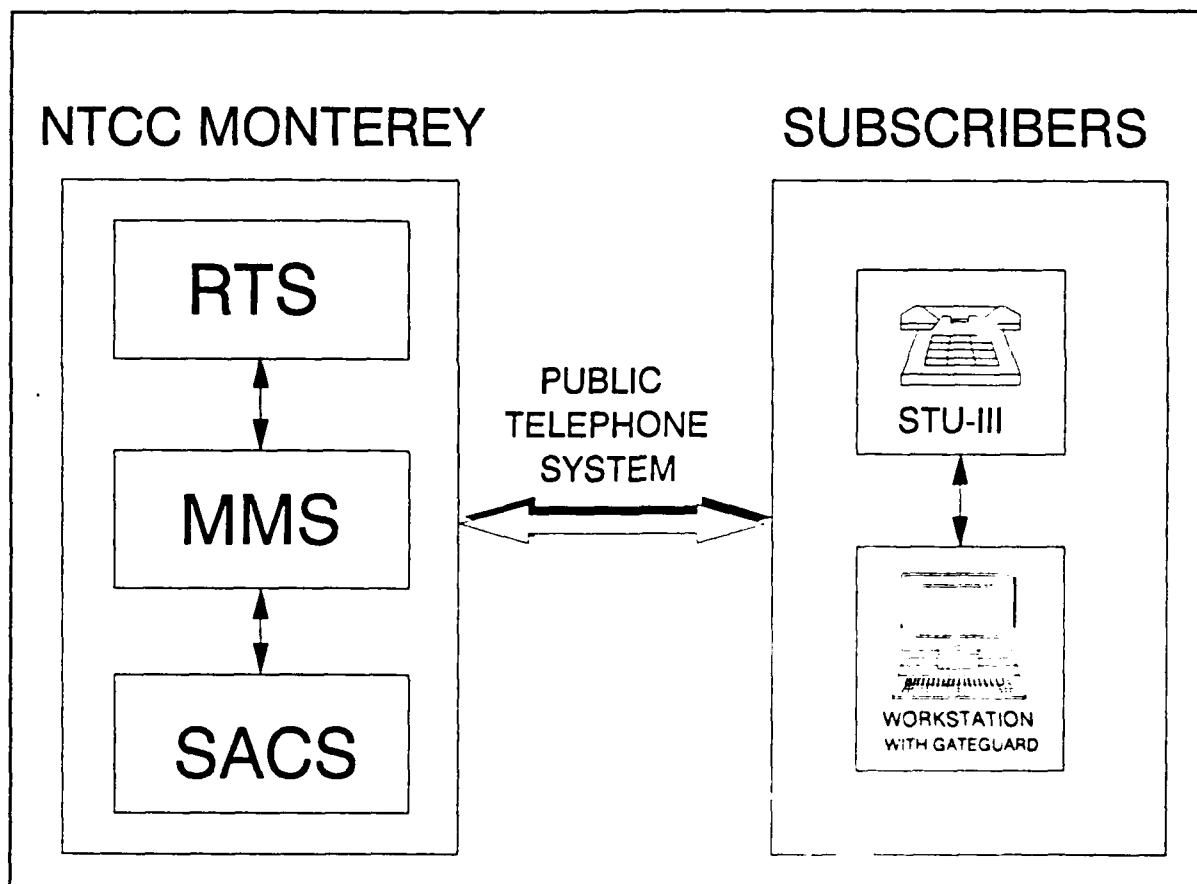 NTCC MONTEREY
RTS
MMS
SACS
PUBLIC
TELEPHONE
SYSTEM
SUBSCRIBERS
STU-III
WORKSTATION
WITH GATEGUARD